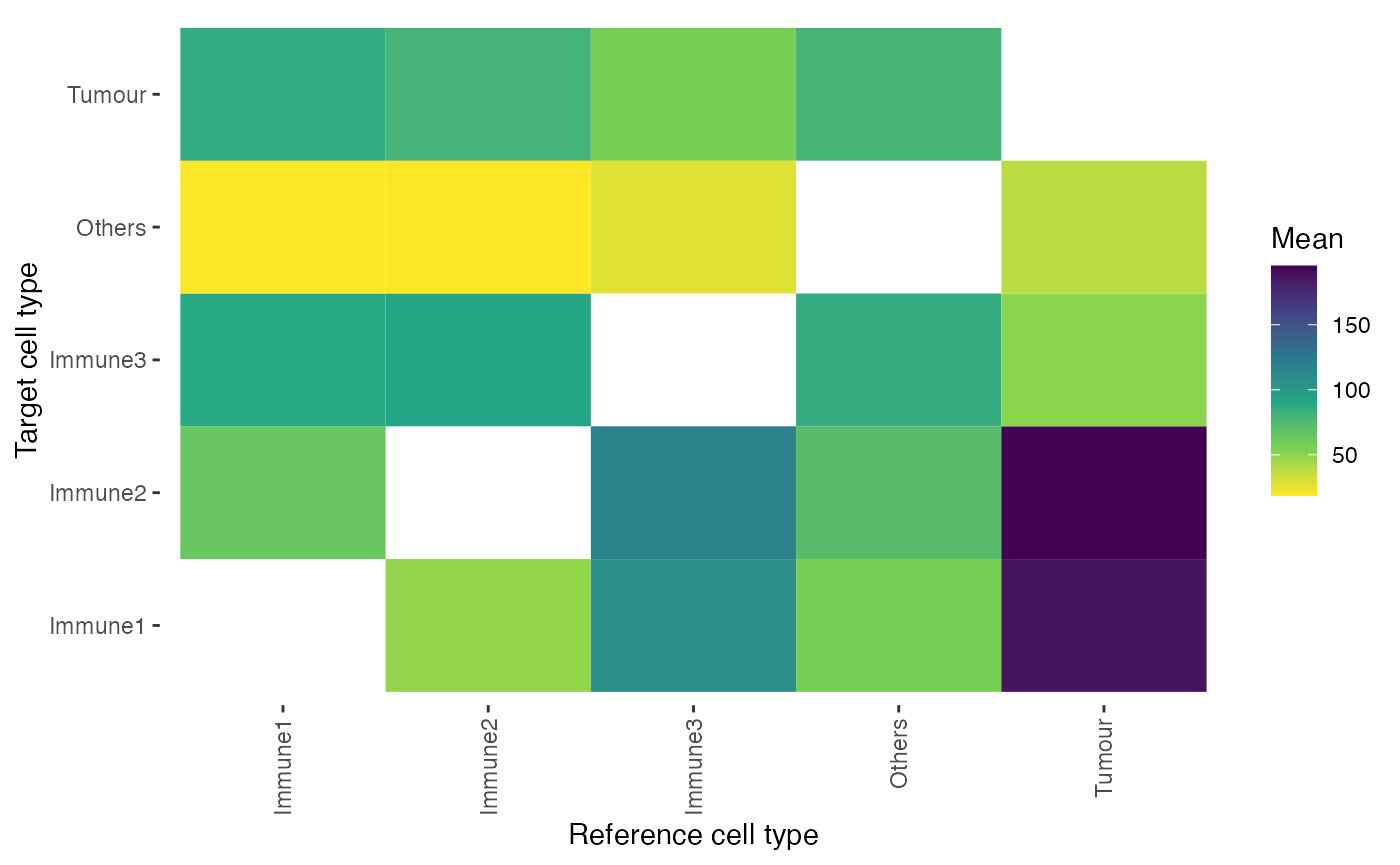 Target cell type
Tumour
Others
Immune3
Immune2
Immune1
Immune1
Immune2
Immune3
Others
Tumour
Reference cell type
Mean
150
100
50